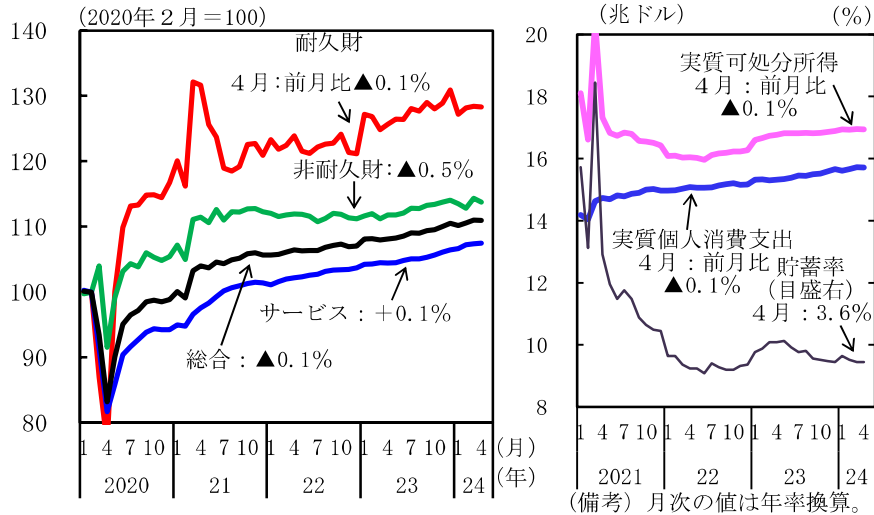 (2020年２月＝100)
140
130
120
110
100
90
80
耐久財
４月：前月比▲0.1%
非耐久財：▲0.5%
サービス：＋0.1%
総合：▲0.1%
1 4 7 10 1 4 7 10 1 4 7 10 1 4 7 10 1 4 (月)
2020 21 22 23 24 (年)
(兆ドル) (%)
20
18
16
14
12
10
8
実質可処分所得
４月：前月比
▲0.1%
実質個人消費支出
４月：前月比
▲0.1%
貯蓄率
(目盛右)
４月：3.6%
1 4 7 10 1 4 7 10 1 4 7 10 1 4
2021 22 23 24
(備考) 月次の値は年率換算。